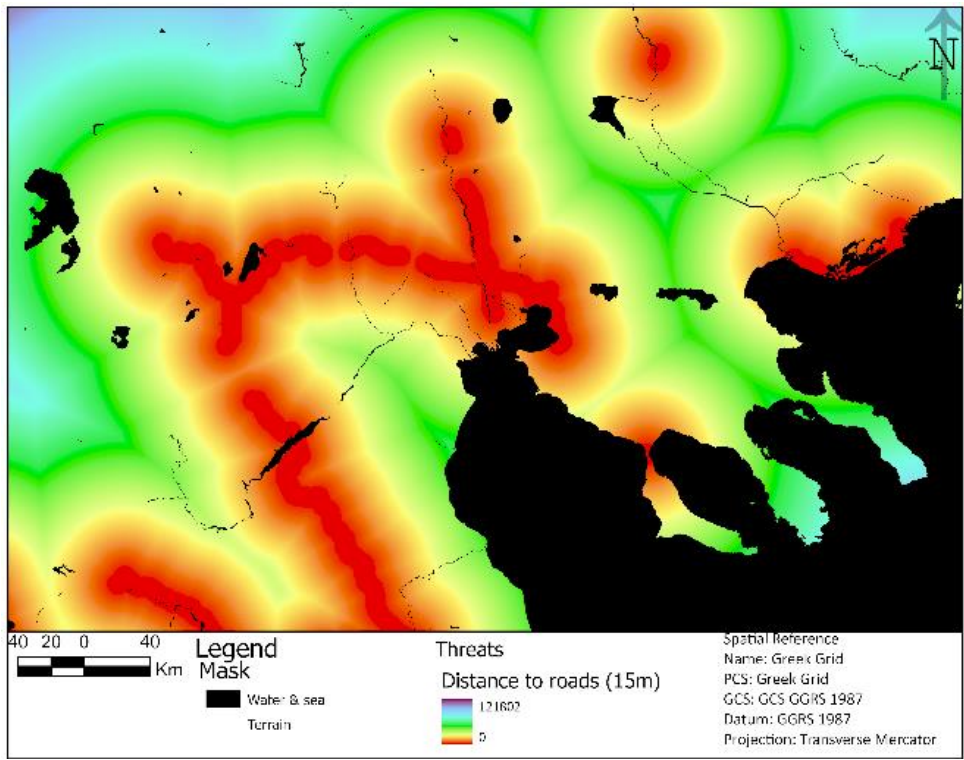 N
40 20 0 40
Km
Legend
Mask
Water & sea
Terrain
Threats
Distance to roads (15m)
121802
0
Spatial Reference
Name: Greek Grid
PCS: Greek Grid
GCS: GCS GGRS 1987
Datum: GGRS 1987
Projection: Transverse Mercator